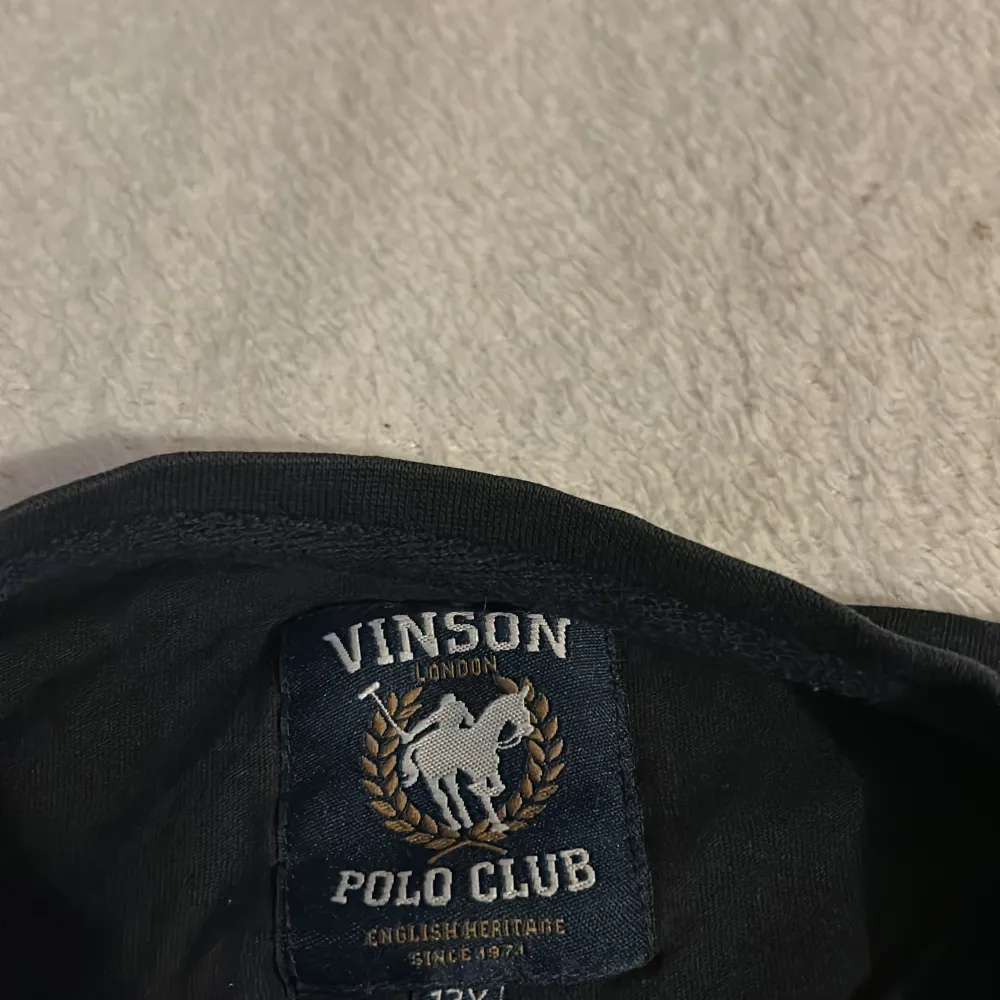 VINSON
LONDON
POLO CLUB
ENGLISH HERITAGE
SINCE 1971